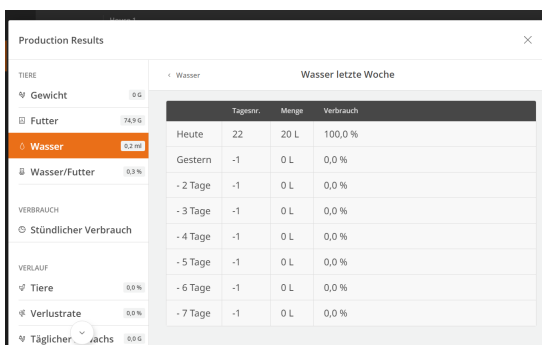 Production Results
TIERE
Gewicht 0 G
Futter 74,9 G
Wasser 0,2 ml
Wasser/Futter 0,3 %
VERBRAUCH
Stündlicher Verbrauch
VERLAUF
Tiere 0,0 %
Verlustrate 0,0 %
Täglicher 0,0 G
‹ Wasser
Wasser letzte Woche
Tagesnr. Menge Verbrauch
Heute 22 20 L 100,0 %
Gestern -1 0 L 0,0 %
- 2 Tage -1 0 L 0,0 %
- 3 Tage -1 0 L 0,0 %
- 4 Tage -1 0 L 0,0 %
- 5 Tage -1 0 L 0,0 %
- 6 Tage -1 0 L 0,0 %
- 7 Tage -1 0 L 0,0 %